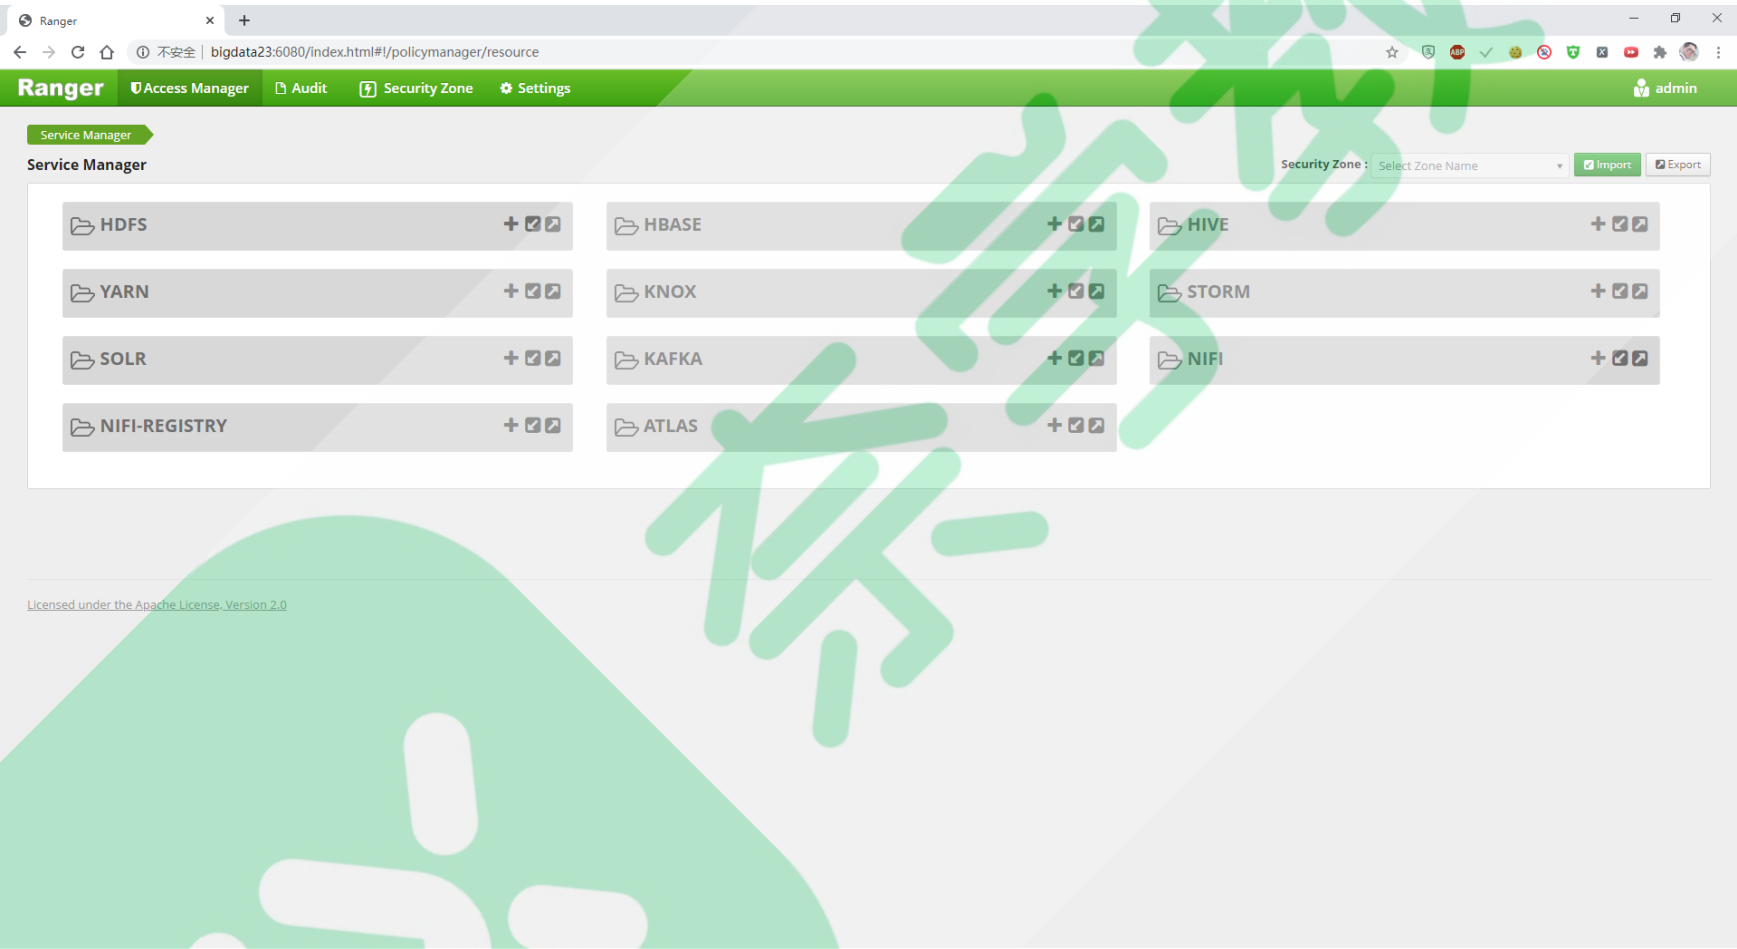 Ranger
不安全 bigdata23:6080/index.html#!/policymanager/resource
ABP
Ranger Access Manager Audit Security Zone Settings admin
Service Manager
Service Manager
Security Zone : Select Zone Name Import Export
HDFS HBASE HIVE
YARN KNOX STORM
SOLR KAFKA NIFI
NIFI-REGISTRY ATLAS
Licensed under the Apache License, Version 2.0